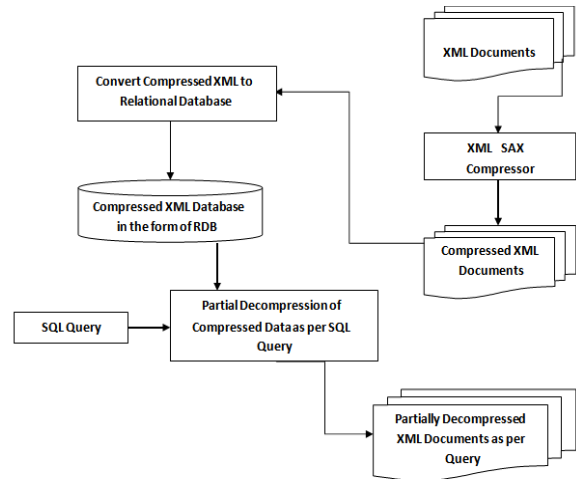 XML Documents
Convert Compressed XML to
Relational Database
XML SAX
Compressor
Compressed XML Database
in the form of RDB
Compressed XML
Documents
Partial Decompression of
Compressed Data as per SQL
Query
SQL Query
Partially Decompressed
XML Documents as per
Query